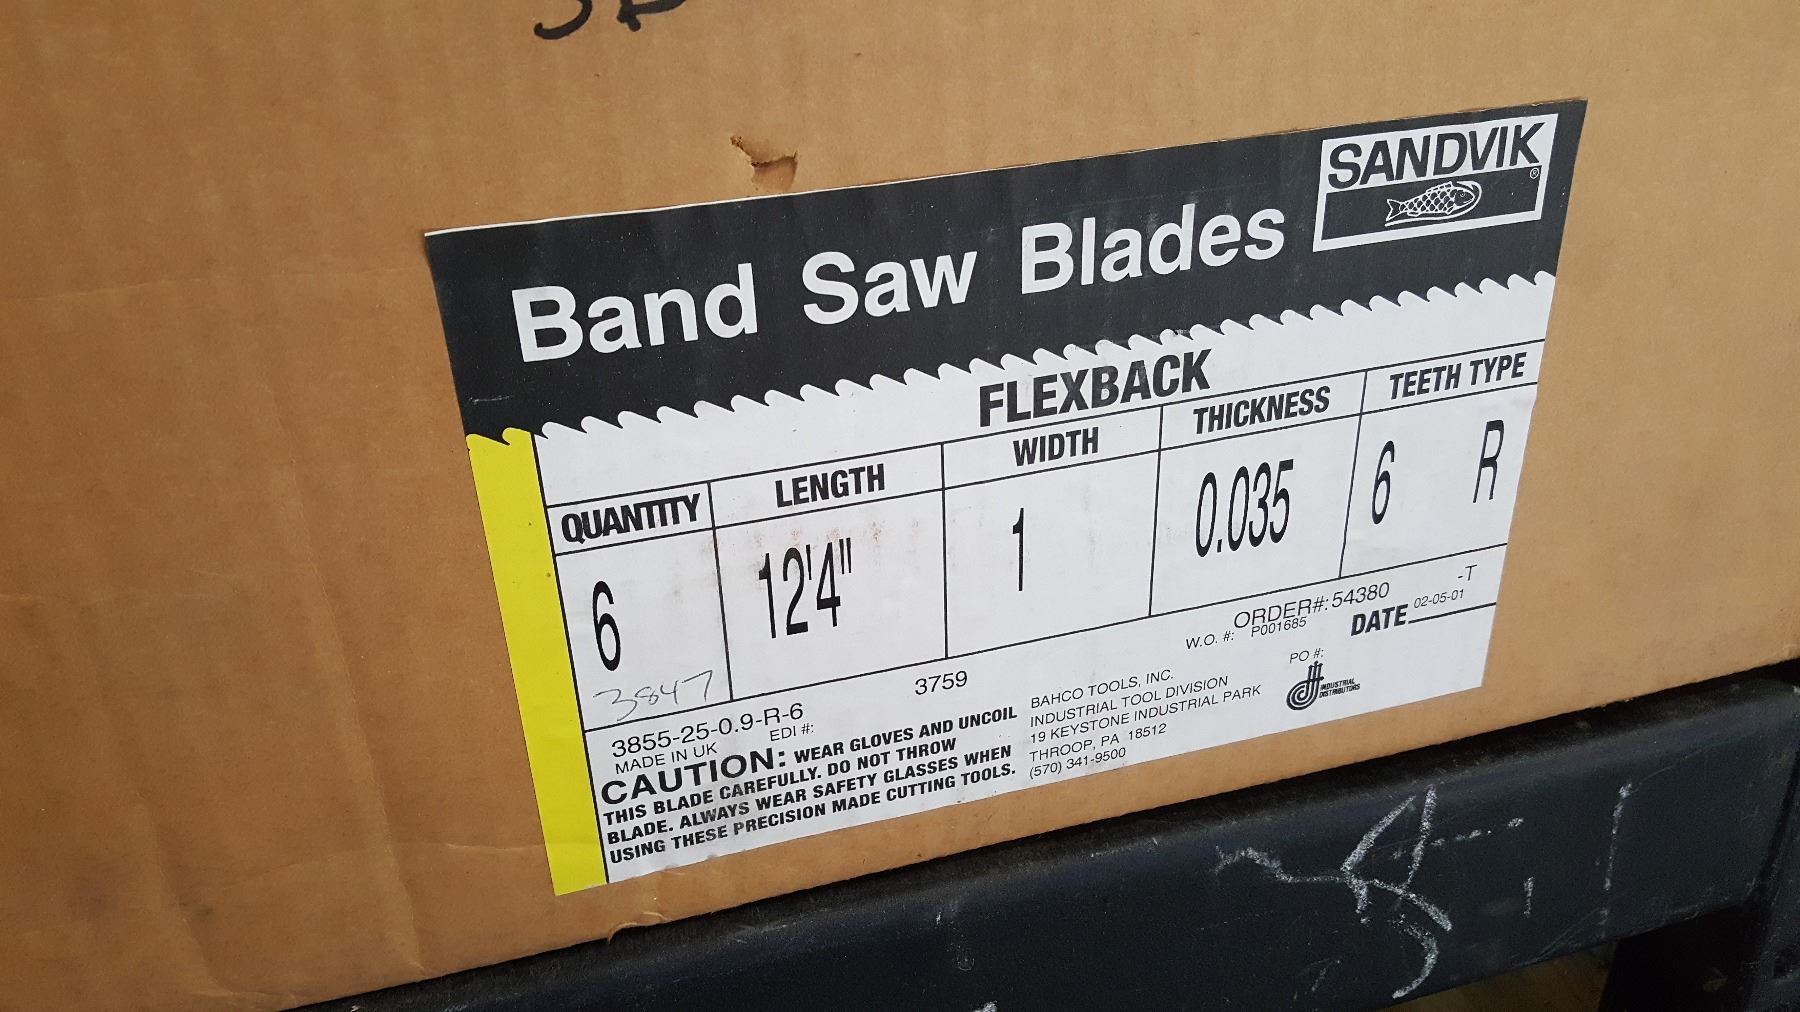 SANDVIK
®
Band Saw Blades
FLEXBACK
QUANTITY LENGTH WIDTH THICKNESS TEETH TYPE
6 12'4" 1 0.035 6 R
3847
3855-25-0.9-R-6
3759
ORDER#: 54380 -T
W.O. #: P001685
DATE 02-05-01
MADE IN UK
EDI #:
PO #:
INDUSTRIAL
DISTRIBUTORS
CAUTION: WEAR GLOVES AND UNCOIL
THIS BLADE CAREFULLY. DO NOT THROW
BLADE. ALWAYS WEAR SAFETY GLASSES WHEN
USING THESE PRECISION MADE CUTTING TOOLS.
BAHCO TOOLS, INC.
INDUSTRIAL TOOL DIVISION
19 KEYSTONE INDUSTRIAL PARK
THROOP, PA 18512
(570) 341-9500